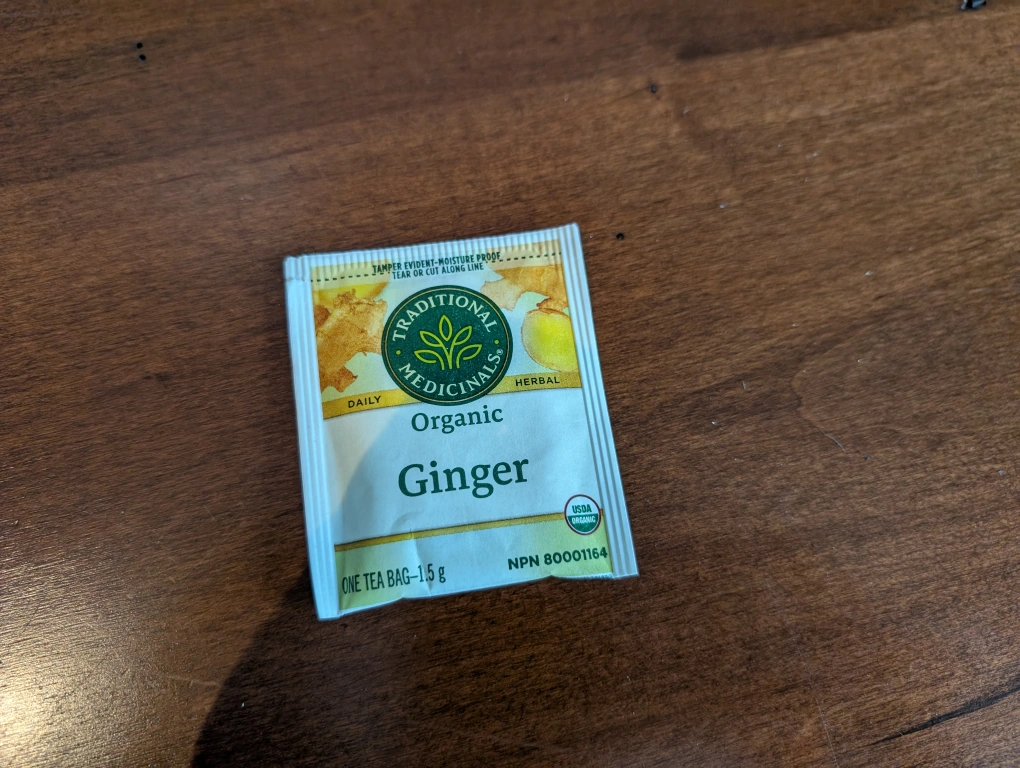 TAMPER EVIDENT-MOISTURE PROOF
TEAR OR CUT ALONG LINE
TRADITIONAL
MEDICINALS®
DAILY
HERBAL
Organic
Ginger
USDA
ORGANIC
ONE TEA BAG–1.5 g
NPN 80001164